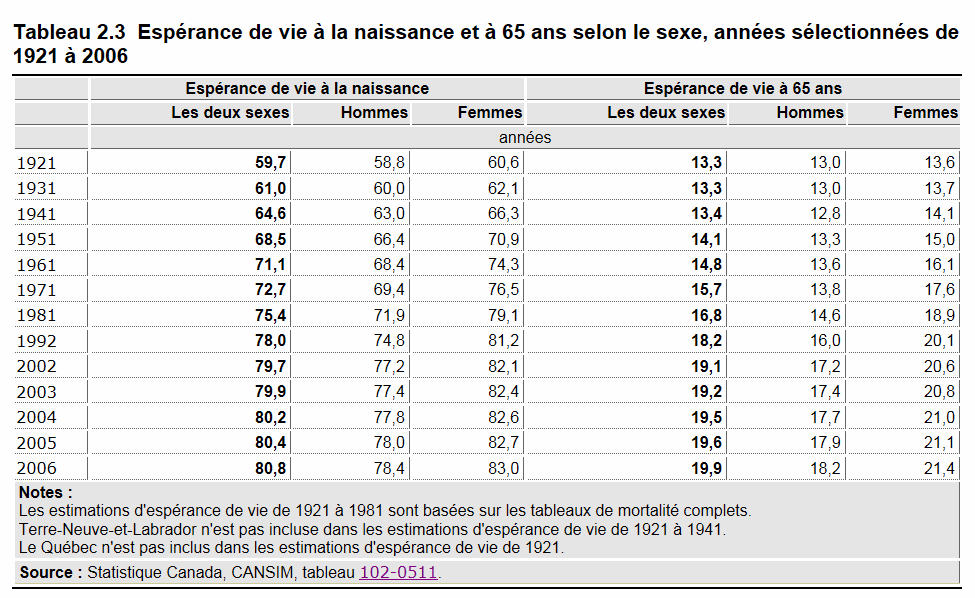 Tableau 2.3 Espérance de vie à la naissance et à 65 ans selon le sexe, années sélectionnées de
1921 à 2006
Espérance de vie à la naissance Espérance de vie à 65 ans
Les deux sexes Hommes Femmes Les deux sexes Hommes Femmes
années
1921 59,7 58,8 60,6 13,3 13,0 13,6
1931 61,0 60,0 62,1 13,3 13,0 13,7
1941 64,6 63,0 66,3 13,4 12,8 14,1
1951 68,5 66,4 70,9 14,1 13,3 15,0
1961 71,1 68,4 74,3 14,8 13,6 16,1
1971 72,7 69,4 76,5 15,7 13,8 17,6
1981 75,4 71,9 79,1 16,8 14,6 18,9
1992 78,0 74,8 81,2 18,2 16,0 20,1
2002 79,7 77,2 82,1 19,1 17,2 20,6
2003 79,9 77,4 82,4 19,2 17,4 20,8
2004 80,2 77,8 82,6 19,5 17,7 21,0
2005 80,4 78,0 82,7 19,6 17,9 21,1
2006 80,8 78,4 83,0 19,9 18,2 21,4
Notes :
Les estimations d'espérance de vie de 1921 à 1981 sont basées sur les tableaux de mortalité complets.
Terre-Neuve-et-Labrador n'est pas incluse dans les estimations d'espérance de vie de 1921 à 1941.
Le Québec n'est pas inclus dans les estimations d'espérance de vie de 1921.
Source : Statistique Canada, CANSIM, tableau 102-0511.